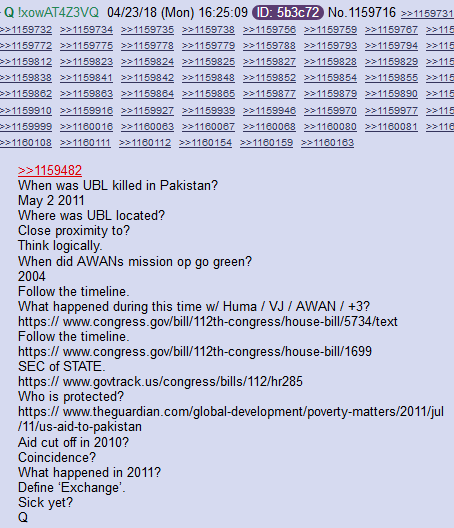 Q !xowAT4Z3VQ 04/23/18 (Mon) 16:25:09 ID: 5b3c72 No.1159716 >>1159731
>>1159732 >>1159734 >>1159735 >>1159738 >>1159756 >>1159759 >>1159767 >>115
>>1159772 >>1159775 >>1159778 >>1159779 >>1159788 >>1159793 >>1159794 >>115
>>1159812 >>1159823 >>1159824 >>1159825 >>1159827 >>1159828 >>1159829 >>115
>>1159838 >>1159841 >>1159842 >>1159848 >>1159852 >>1159854 >>1159855 >>115
>>1159862 >>1159863 >>1159864 >>1159865 >>1159877 >>1159879 >>1159890 >>115
>>1159910 >>1159916 >>1159927 >>1159939 >>1159946 >>1159970 >>1159977 >>115
>>1159999 >>1160016 >>1160063 >>1160067 >>1160068 >>1160080 >>1160081 >>116
>>1160108 >>1160111 >>1160112 >>1160154 >>1160159 >>1160163
>>1159482
When was UBL killed in Pakistan?
May 2 2011
Where was UBL located?
Close proximity to?
Think logically.
When did AWANs mission op go green?
2004
Follow the timeline.
What happened during this time w/ Huma / VJ / AWAN / +3?
https:// www.congress.gov/bill/112th-congress/house-bill/5734/text
Follow the timeline.
https:// www.congress.gov/bill/112th-congress/house-bill/1699
SEC of STATE.
https:// www.govtrack.us/congress/bills/112/hr285
Who is protected?
https:// www.theguardian.com/global-development/poverty-matters/2011/jul
/11/us-aid-to-pakistan
Aid cut off in 2010?
Coincidence?
What happened in 2011?
Define ‘Exchange’.
Sick yet?
Q